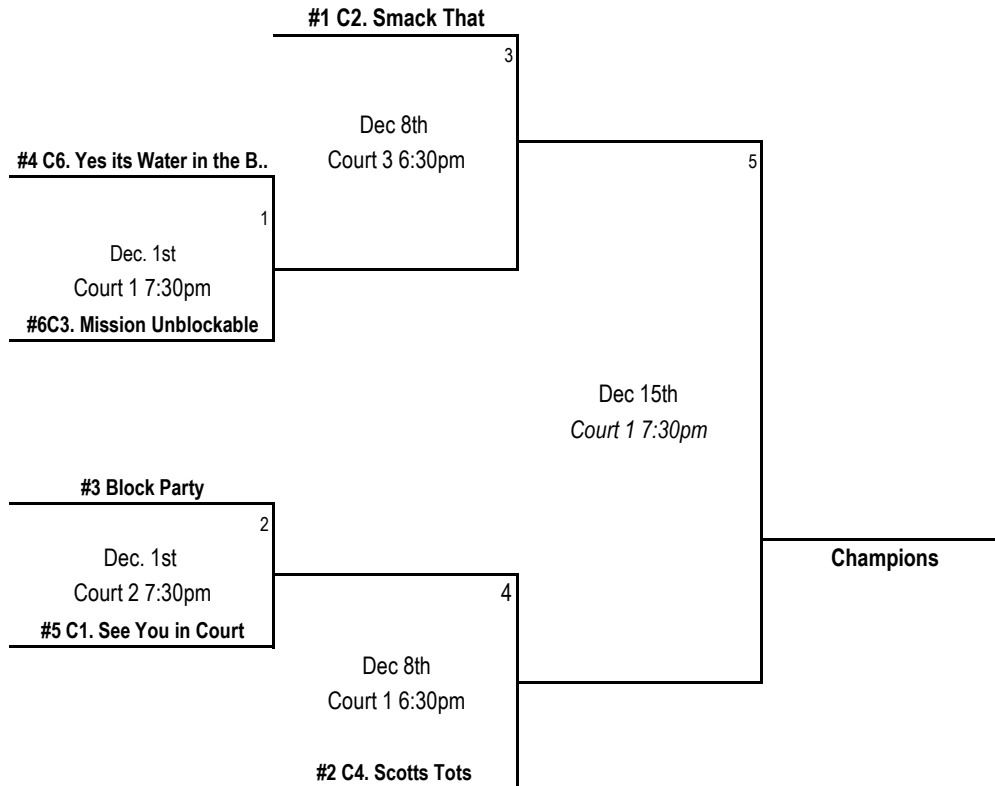 #1 C2. Smack That
3
Dec 8th
Court 3 6:30pm
#4 C6. Yes its Water in the B..
5
1
Dec. 1st
Court 1 7:30pm
#6C3. Mission Unblockable
Dec 15th
Court 1 7:30pm
#3 Block Party
2
Dec. 1st
Court 2 7:30pm
#5 C1. See You in Court
Champions
4
Dec 8th
Court 1 6:30pm
#2 C4. Scotts Tots